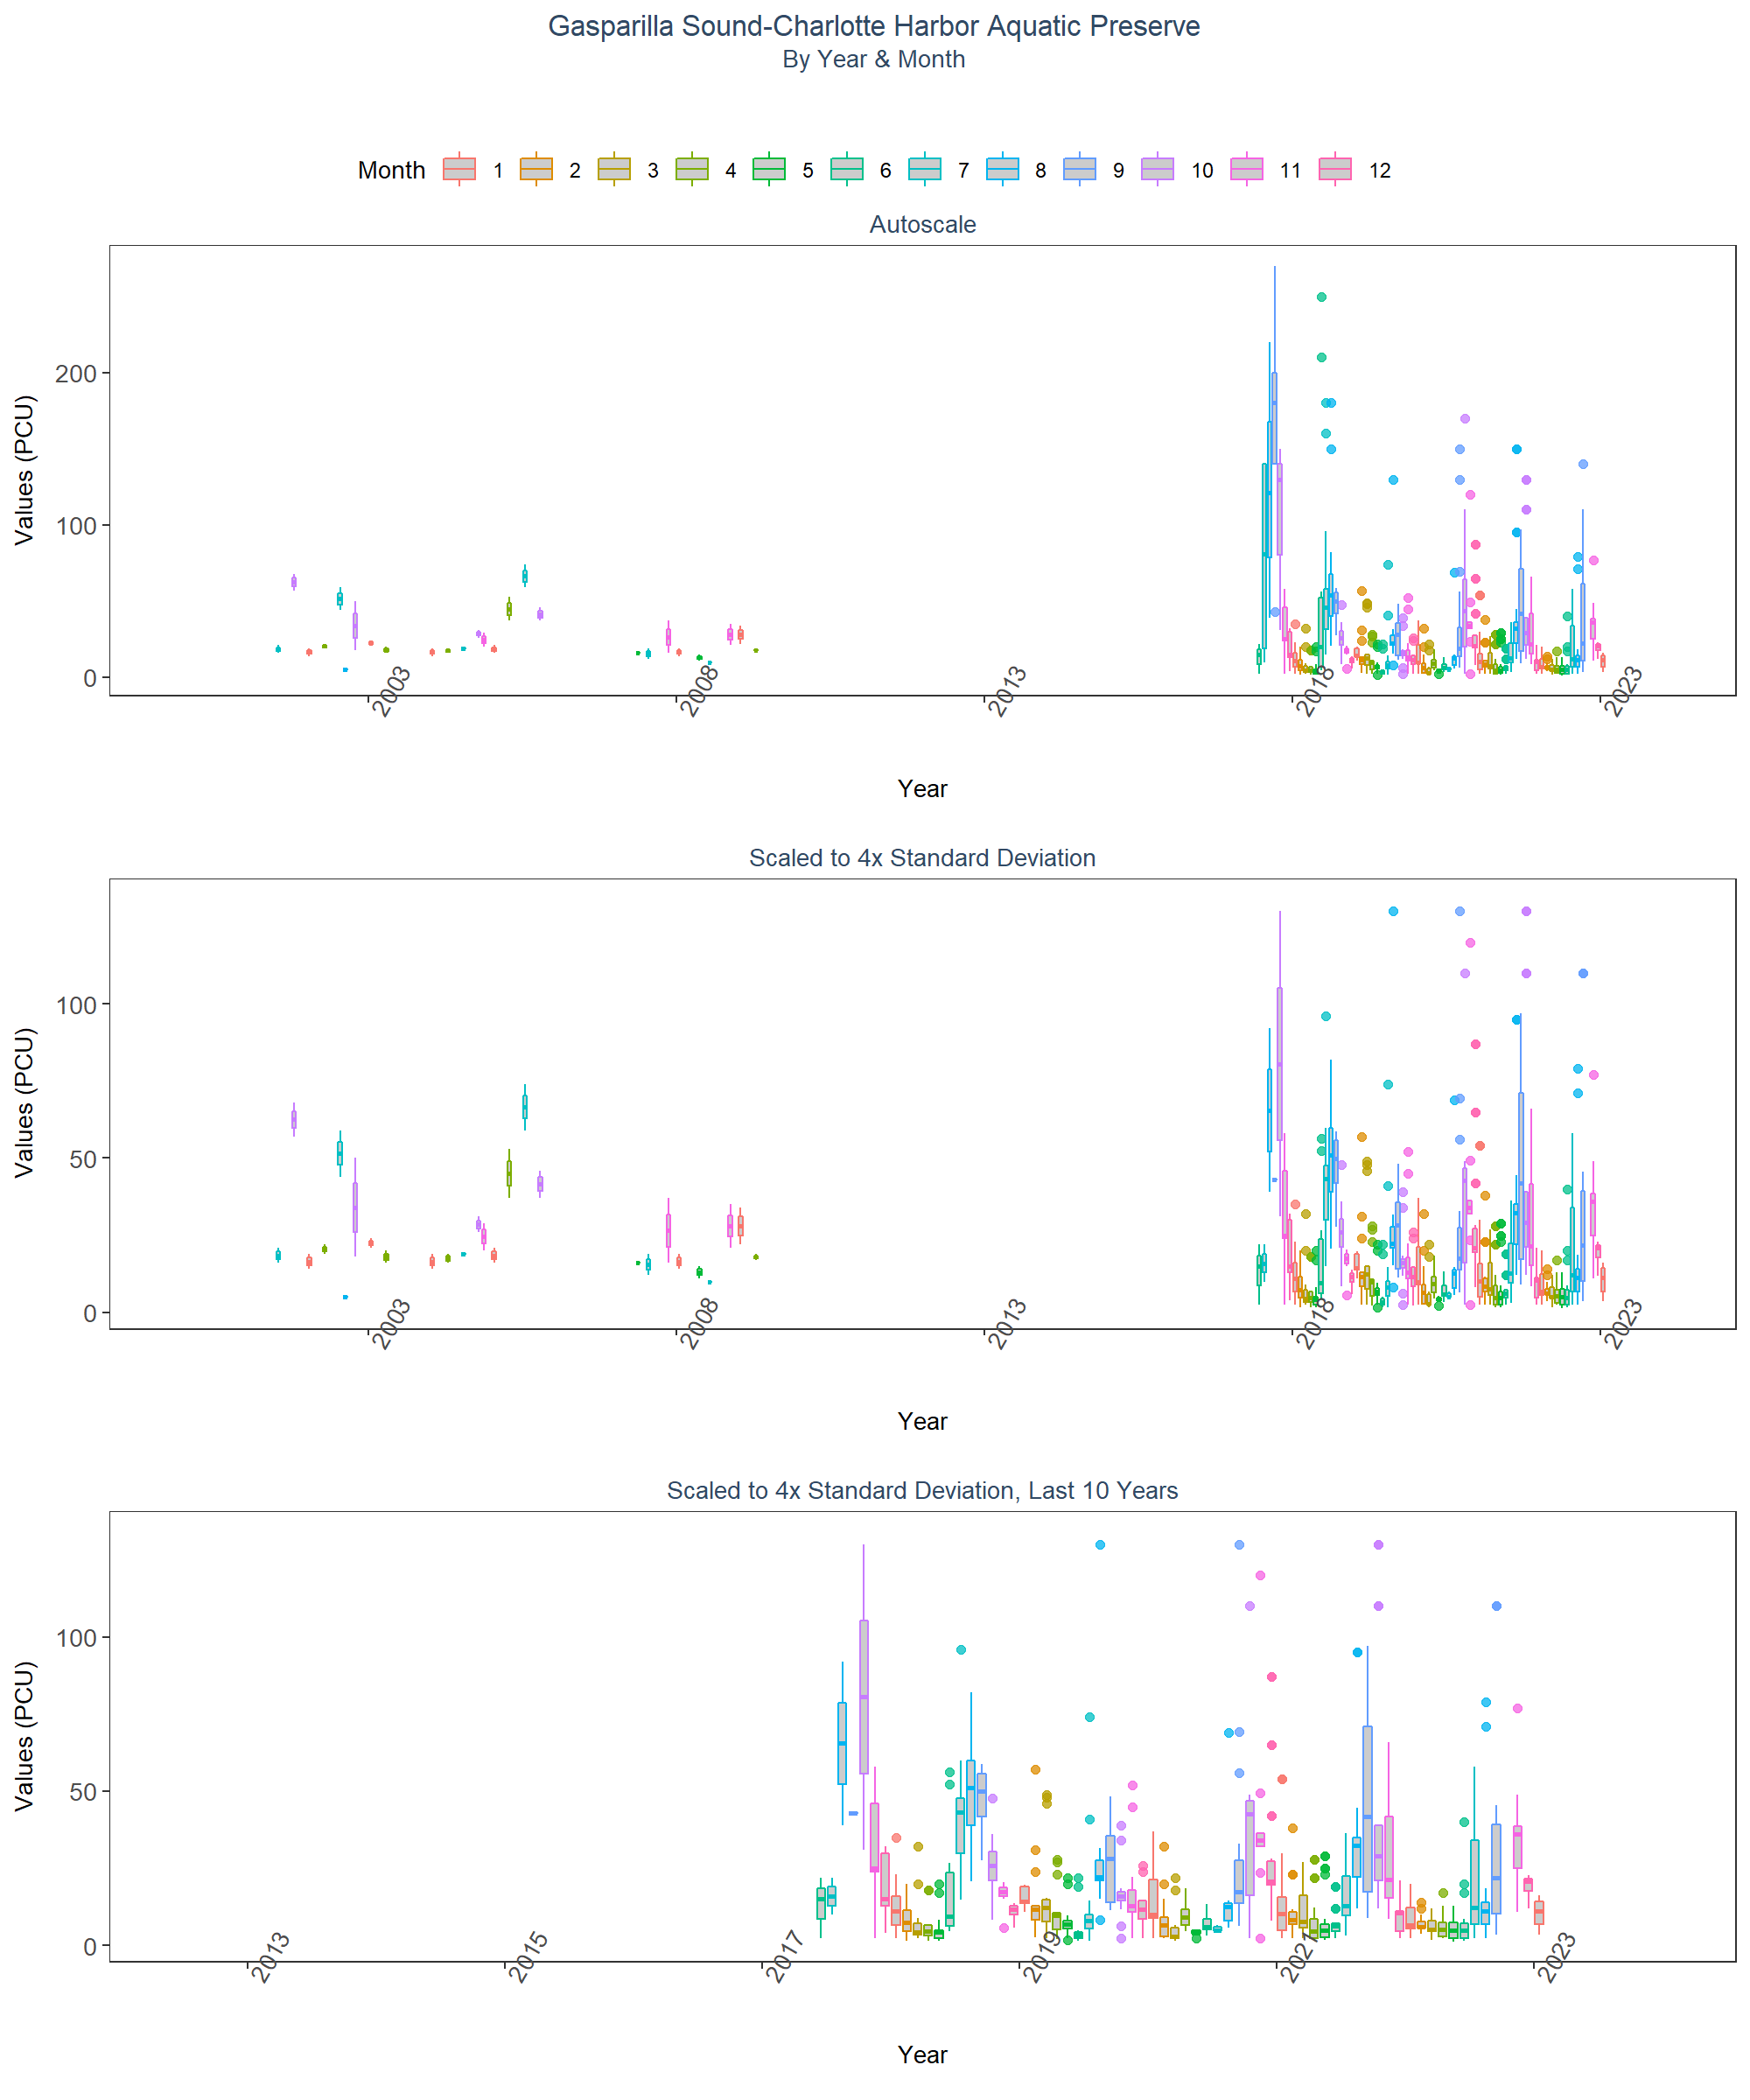 Gasparilla Sound-Charlotte Harbor Aquatic Preserve
By Year & Month
Month 1 2 3 4 5 6 7 8 9 10 11 12
Autoscale
Values (PCU)
200
100
0
2003 2008 2013 2018 2023
Year
Scaled to 4x Standard Deviation
Values (PCU)
100
50
0
2003 2008 2013 2018 2023
Year
Scaled to 4x Standard Deviation, Last 10 Years
Values (PCU)
100
50
0
2013 2015 2017 2019 2021 2023
Year